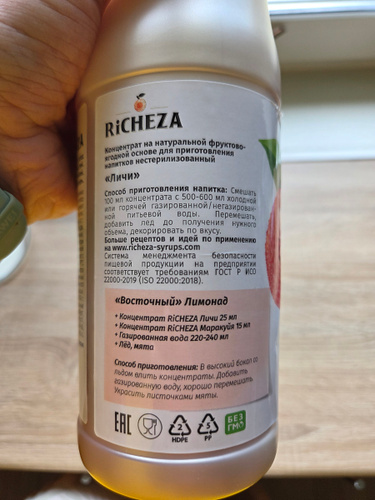 RiCHEZA
Концентрат на натуральной фруктово-
ягодной основе для приготовления
напитков нестерилизованный
«Личи»
Способ приготовления напитка: Смешать
100 мл концентрата с 500-600 мл холодной
или горячей газированной/негазирован-
ной питьевой воды. Перемешать,
добавить лед до получения нужного
объема, декорировать по вкусу.
Больше рецептов и идей по применению
на www.richeza-syrups.com
Система менеджмента безопасности
пищевой продукции на предприятии
соответствует требованиям ГОСТ Р ИСО
22000-2019 (ISO 22000:2018).
«Восточный» Лимонад
• Концентрат RiCHEZA Личи 25 мл
• Концентрат RiCHEZA Маракуйя 15 мл
• Газированная вода 220-240 мл
• Лёд, мята
Способ приготовления: В высокий бокал со
льдом влить концентраты. Добавить
газированную воду, хорошо перемешать.
Украсить листочками мяты.
EAC
2
HDPE
5
PP
БЕЗ
ГМО